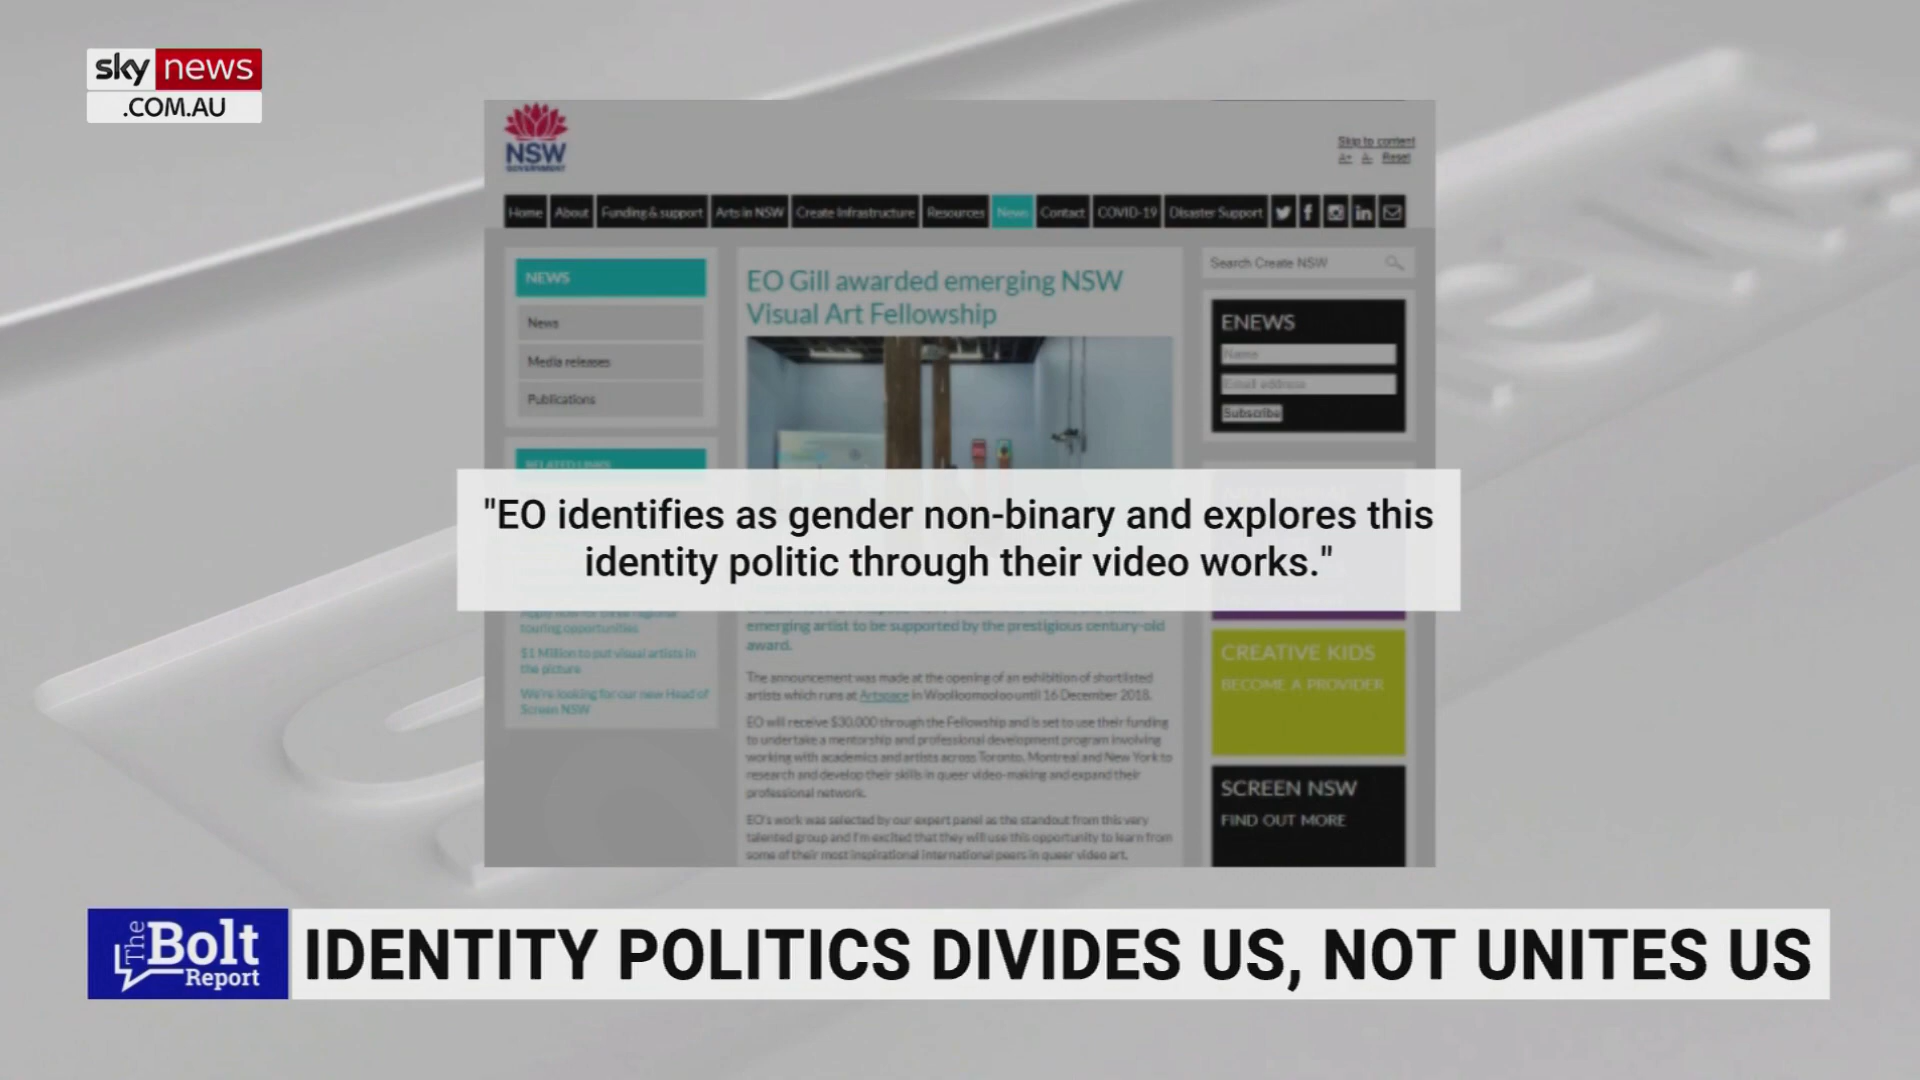 sky news
.COM.AU
NSW
GOVERNMENT
Skip to content
A+ A- Reset
Home About Funding & support Arts in NSW Create Infrastructure Resources News Contact COVID-19 Disaster Support
NEWS
News
Media releases
Publications
RELATED LINKS
EO Gill awarded emerging NSW
Visual Art Fellowship
Search Create NSW
ENEWS
Name
Email address
Subscribe
"EO identifies as gender non-binary and explores this
identity politic through their video works."
Apply now for three regional
touring opportunities
$1 Million to put visual artists in
the picture
We're looking for our new Head of
Screen NSW
emerging artist to be supported by the prestigious century-old
award.
The announcement was made at the opening of an exhibition of shortlisted
artists which runs at Artspace in Woolloomooloo until 16 December 2018.
EO will receive $30,000 through the Fellowship and is set to use their funding
to undertake a mentorship and professional development program involving
working with academics and artists across Toronto, Montreal and New York to
research and develop their skills in queer video-making and expand their
professional network.
EO's work was selected by our expert panel as the standout from this very
talented group and I'm excited that they will use this opportunity to learn from
some of their most inspirational international peers in queer video art,
CREATIVE KIDS
BECOME A PROVIDER
SCREEN NSW
FIND OUT MORE
The Bolt Report
IDENTITY POLITICS DIVIDES US, NOT UNITES US